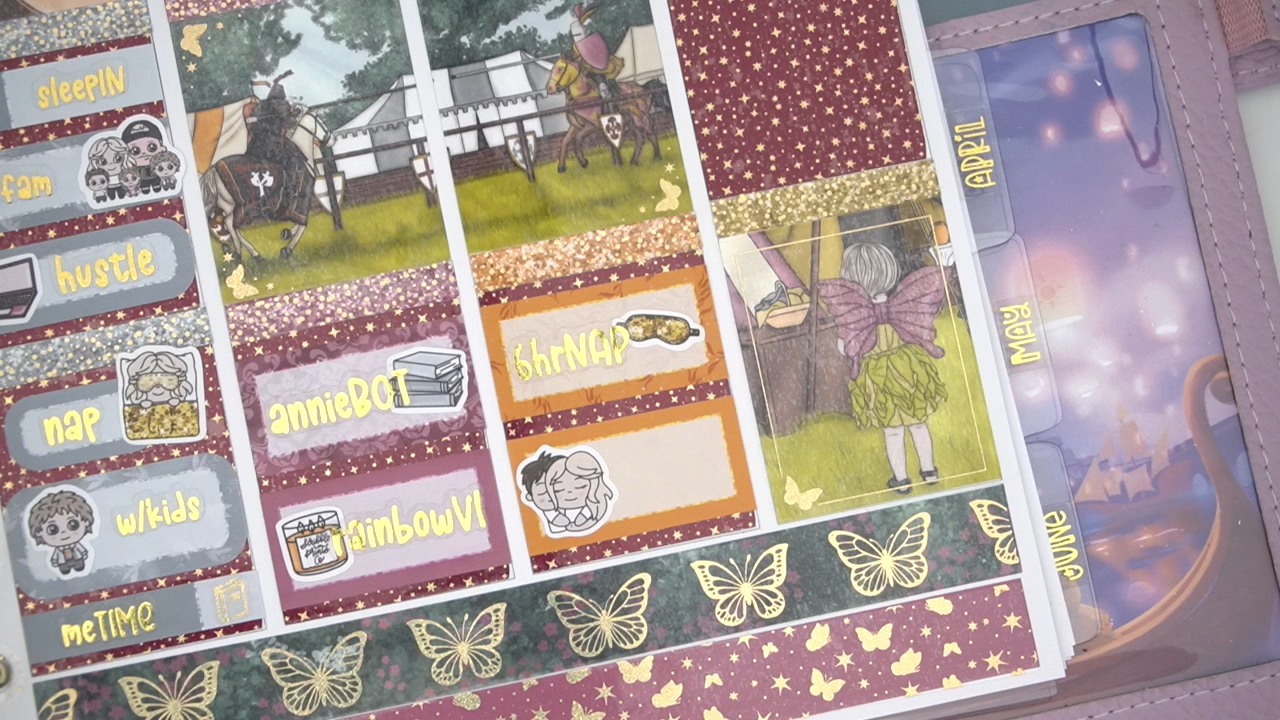 sleepIN
fam
hustle
nap
w/kids
meTIME
annieBOT
rainbowVI
6hrNAP
APRIL
MAY
JUNE